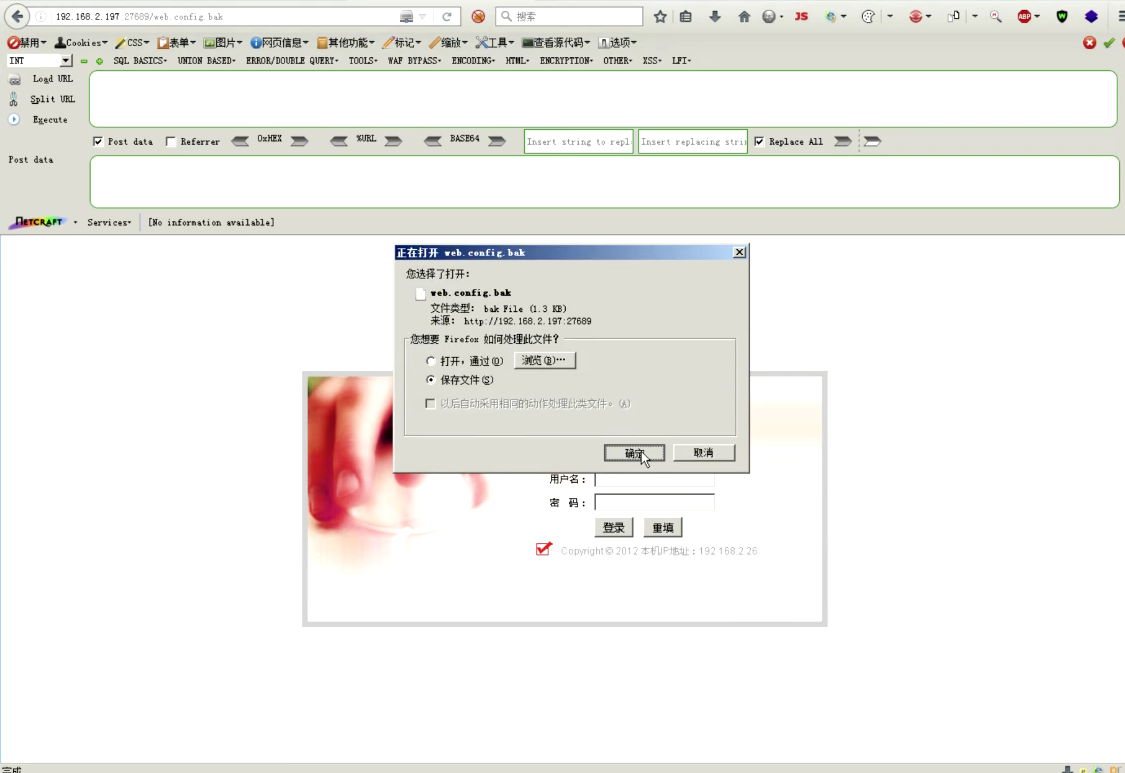 192.168.2.197:27689/web.config.bak
搜索
JS
ABP
禁用 Cookies CSS 表单 图片 网页信息 其他功能 标记 缩放 工具 查看源代码 选项
INT SQL BASICS UNION BASED ERROR/DOUBLE QUERY TOOLS WAF BYPASS ENCODING HTML ENCRYPTION OTHER XSS LFI
Load URL
Split URL
Execute
Post data Referrer 0xHEX %URL BASE64 Insert string to repl Insert replacing stri Replace All
Post data
NETCRAFT Services [No information available]
正在打开 web.config.bak
您选择了打开:
web.config.bak
文件类型: bak File (1.3 KB)
来源: http://192.168.2.197:27689
您想要 Firefox 如何处理此文件?
打开，通过(O) 浏览(B)...
保存文件(S)
以后自动采用相同的动作处理此类文件。(A)
确定 取消
用户名：
密 码：
登录 重填
Copyright © 2012 本机IP地址：192.168.2.26
完成